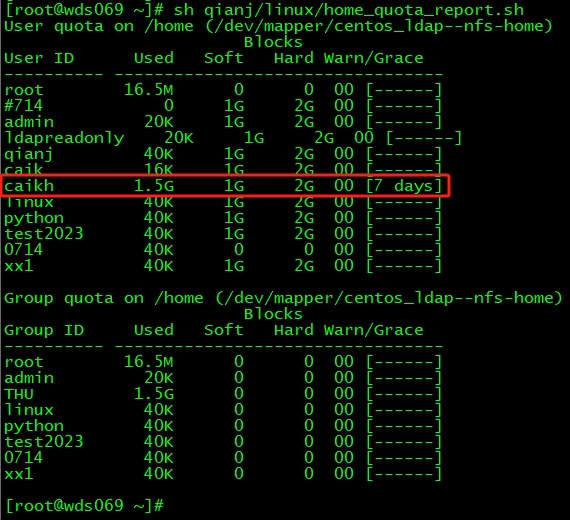 [root@wds069 ~]# sh qianj/linux/home_quota_report.sh
User quota on /home (/dev/mapper/centos_ldap--nfs-home)
                        Blocks
User ID      Used   Soft   Hard Warn/Grace
---------- ---------------------------------
root        16.5M      0      0  00 [------]
#714            0     1G     2G  00 [------]
admin         20K     1G     2G  00 [------]
ldapreadonly    20K     1G     2G  00 [------]
qianj         40K     1G     2G  00 [------]
caik          16K     1G     2G  00 [------]
caikh        1.5G     1G     2G  00 [7 days]
linux         40K     1G     2G  00 [------]
python        40K     1G     2G  00 [------]
test2023      40K     1G     2G  00 [------]
0714          40K      0      0  00 [------]
xx1           40K     1G     2G  00 [------]
Group quota on /home (/dev/mapper/centos_ldap--nfs-home)
                        Blocks
Group ID     Used   Soft   Hard Warn/Grace
---------- ---------------------------------
root        16.5M      0      0  00 [------]
admin         20K      0      0  00 [------]
THU          1.5G      0      0  00 [------]
linux         40K      0      0  00 [------]
python        40K      0      0  00 [------]
test2023      40K      0      0  00 [------]
0714          40K      0      0  00 [------]
xx1           40K      0      0  00 [------]
[root@wds069 ~]#